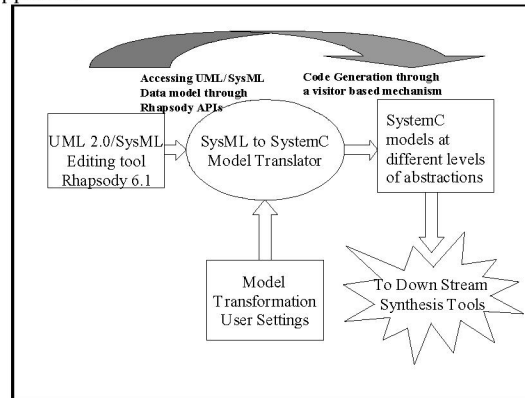 Accessing UML/SysML
Data model through
Rhapsody APIs
Code Generation through
a visitor based mechanism
UML 2.0/SysML
Editing tool
Rhapsody 6.1
SysML to SystemC
Model Translator
SystemC
models at
different levels
of abstractions
Model
Transformation
User Settings
To Down Stream
Synthesis Tools